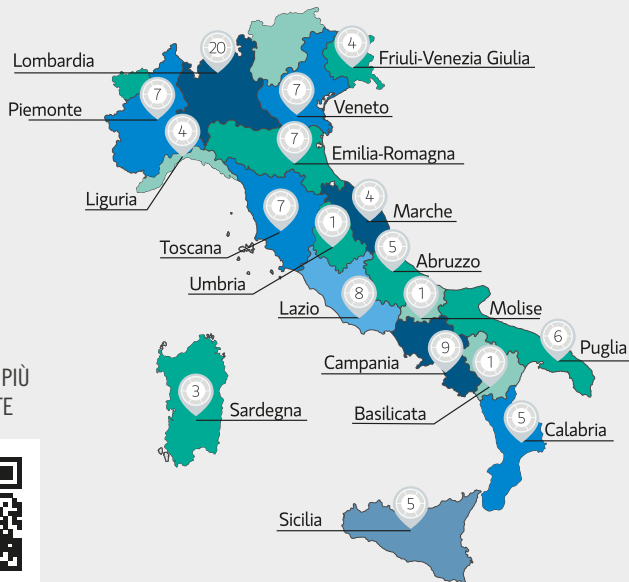 20
4
Lombardia
Friuli-Venezia Giulia
7
7
Piemonte
Veneto
4
7
Emilia-Romagna
Liguria
7
4
Marche
1
Toscana
5
Abruzzo
Umbria
8
1
Lazio
Molise
6
Puglia
9
Campania
1
PIÙ
TE
3
Sardegna
Basilicata
5
Calabria
5
Sicilia